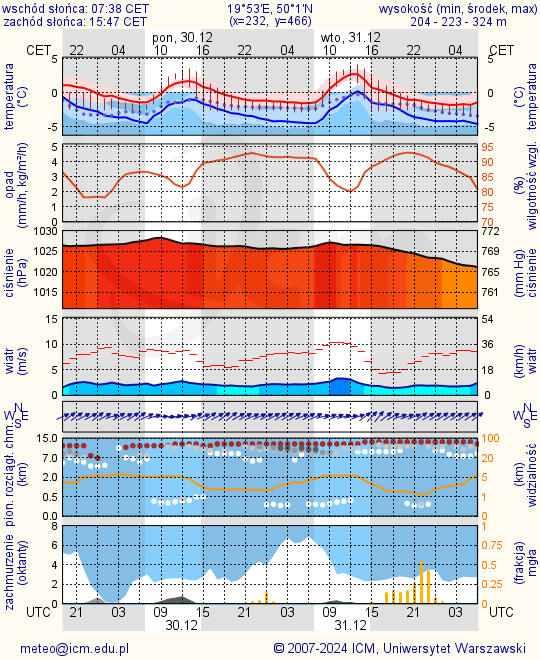 wschód słońca: 07:38 CET 19°53'E, 50°1'N wysokość (min, środek, max)
zachód słońca: 15:47 CET (x=232, y=466) 204 - 223 - 324 m
pon, 30.12 wto, 31.12
CET 22 04 10 16 22 04 10 16 22 04 CET
temperatura (°C)
5 0 -5
5 0 -5
(°C) temperatura
opad (mm/h, kg/m²/h)
5 4 3 2 1 0
95 90 85 80 75 70
(%) wilgotność wzgl.
ciśnienie (hPa)
1030 1025 1020 1015
772 769 765 761
(mm Hg) ciśnienie
wiatr (m/s)
15 10 5 0
54 36 18 0
(km/h) wiatr
N W E S
N W E S
pion. rozciągł. chm. (km)
15.0 7.0 2.0 0.5 0.0
100 20 5 1 0
(km) widzialność
zachmurzenie (oktanty)
8 6 4 2 0
1 0.75 0.5 0.25 0
(frakcja) mgła
UTC 21 03 09 15 21 03 09 15 21 03 UTC
30.12 31.12
meteo@icm.edu.pl © 2007-2024 ICM, Uniwersytet Warszawski